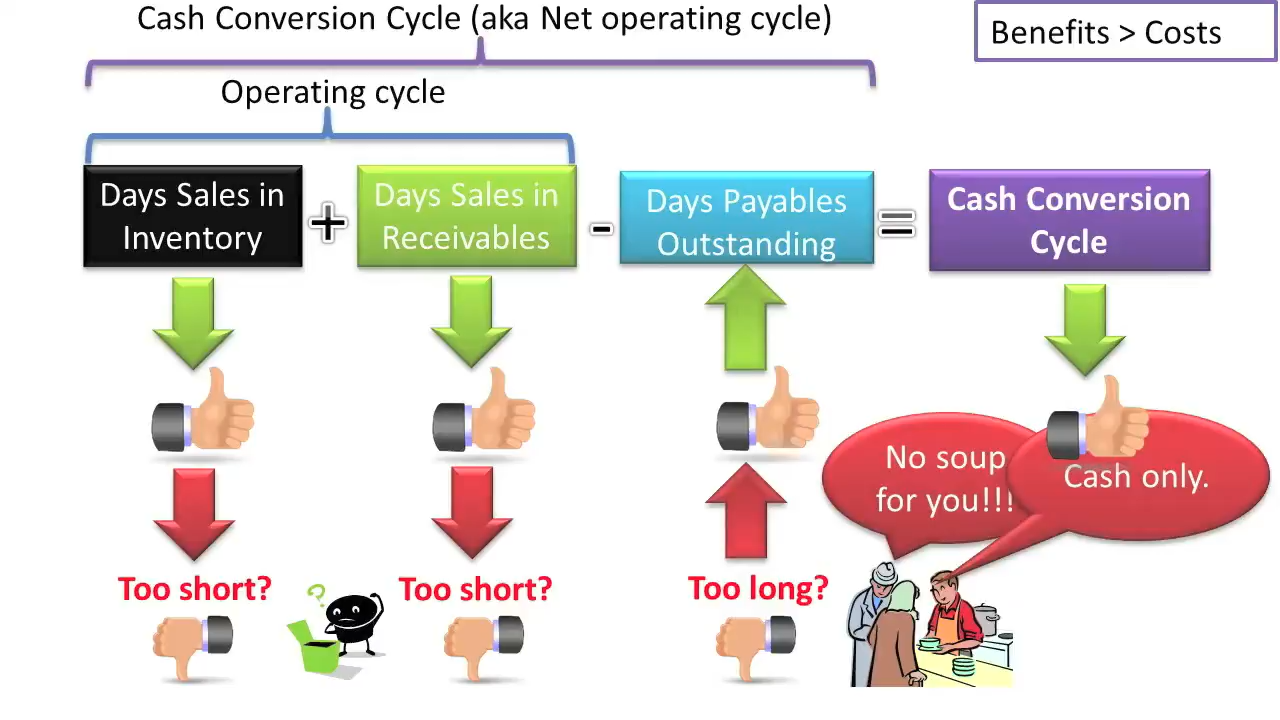 Cash Conversion Cycle (aka Net operating cycle)
Benefits > Costs
Operating cycle
Days Sales in
Inventory
+
Days Sales in
Receivables
-
Days Payables
Outstanding
=
Cash Conversion
Cycle
No soup
for you!!!
Cash only.
Too short?
?
Too short?
Too long?